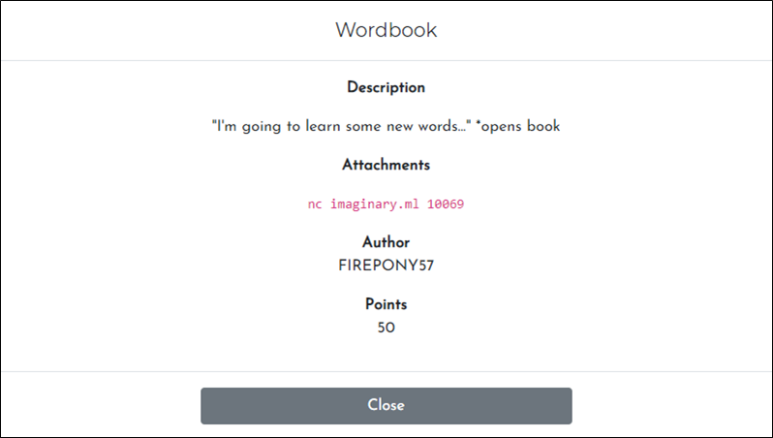 Wordbook
Description
"I'm going to learn some new words..." *opens book
Attachments
nc imaginary.ml 10069
Author
FIREPONY57
Points
50
Close